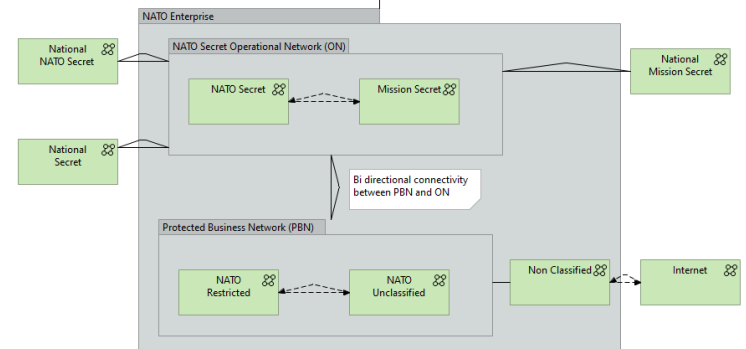 NATO Enterprise
National
NATO Secret
NATO Secret Operational Network (ON)
National
Mission Secret
NATO Secret
Mission Secret
National
Secret
Bi directional connectivity
between PBN and ON
Protected Business Network (PBN)
NATO
Restricted
NATO
Unclassified
Non Classified
Internet